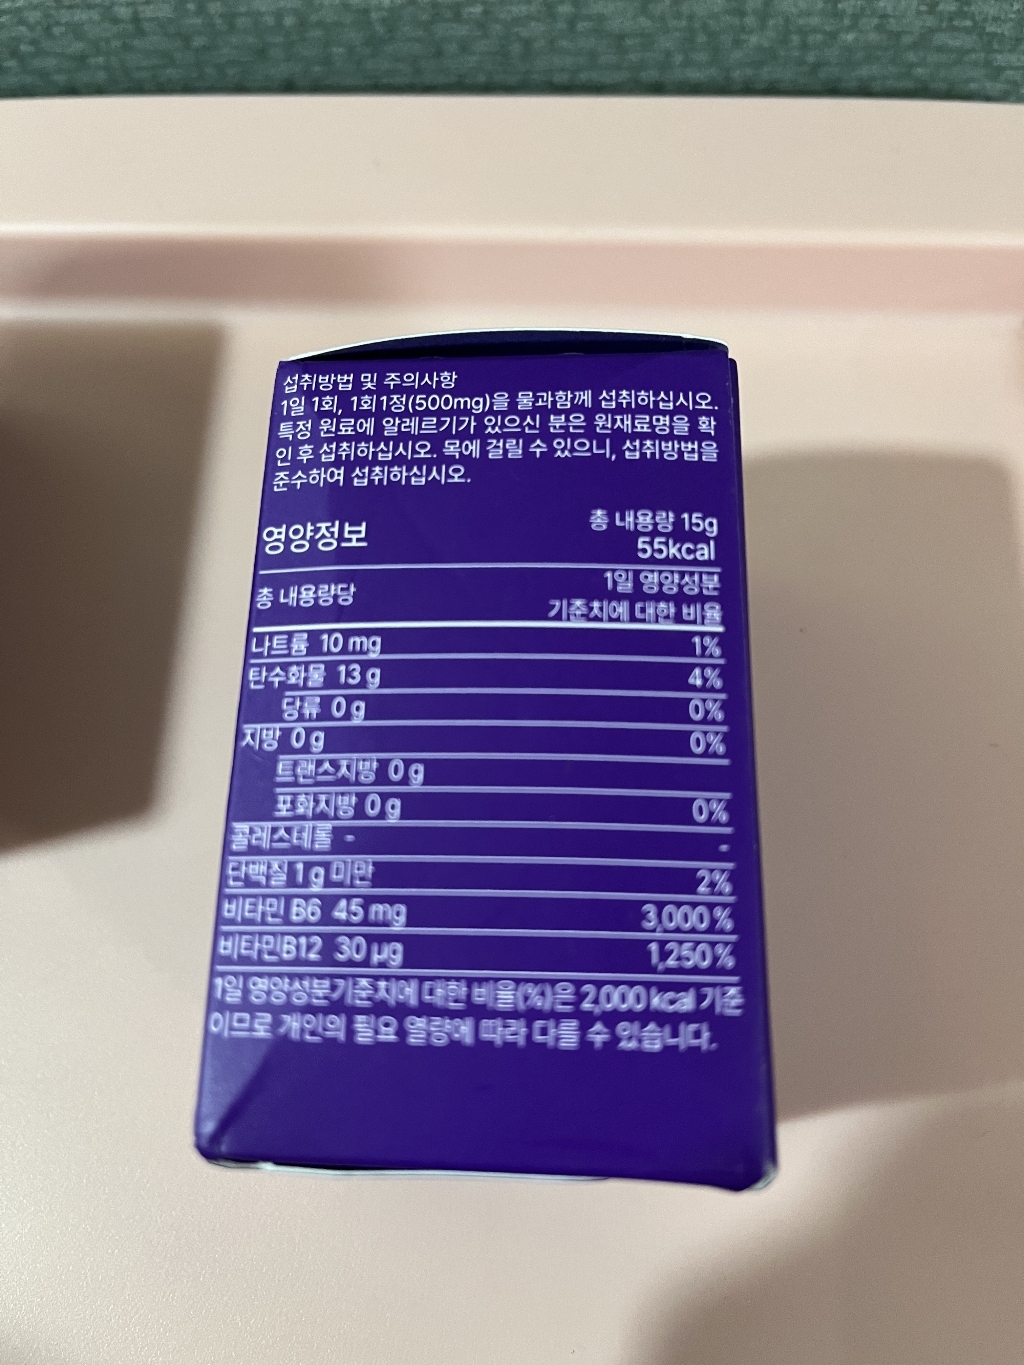 섭취방법 및 주의사항
1일 1회, 1회1정(500mg)을 물과함께 섭취하십시오.
특정 원료에 알레르기가 있으신 분은 원재료명을 확
인 후 섭취하십시오. 목에 걸릴 수 있으니, 섭취방법을
준수하여 섭취하십시오.
영양정보
총 내용량 15g
55kcal
총 내용량당
1일 영양성분
기준치에 대한 비율
나트륨 10 mg 1%
탄수화물 13 g 4%
당류 0 g 0%
지방 0 g 0%
트랜스지방 0 g
포화지방 0 g 0%
콜레스테롤 - -
단백질 1 g 미만 2%
비타민 B6 45 mg 3,000%
비타민B12 30 µg 1,250%
1일 영양성분기준치에 대한 비율(%)은 2,000 kcal 기준
이므로 개인의 필요 열량에 따라 다를 수 있습니다.